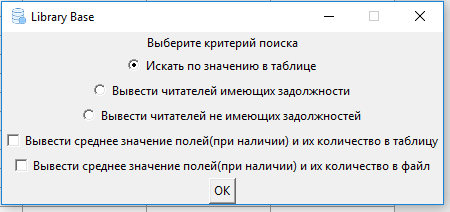 Library Base
Выберите критерий поиска
Искать по значению в таблице
Вывести читателей имеющих задолжности
Вывести читателей не имеющих задолжностей
Вывести среднее значение полей(при наличии) и их количество в таблицу
Вывести среднее значение полей(при наличии) и их количество в файл
OK